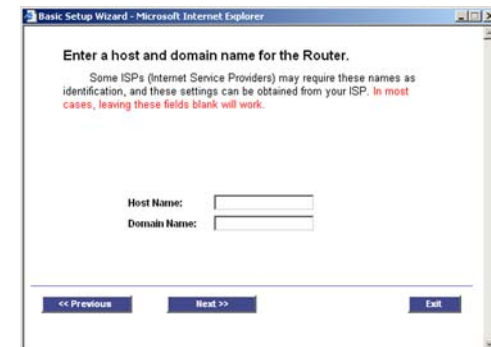 Basic Setup Wizard - Microsoft Internet Explorer
Enter a host and domain name for the Router.
Some ISPs (Internet Service Providers) may require these names as
identification, and these settings can be obtained from your ISP. In most
cases, leaving these fields blank will work.
Host Name:
Domain Name:
<< Previous
Next >>
Exit